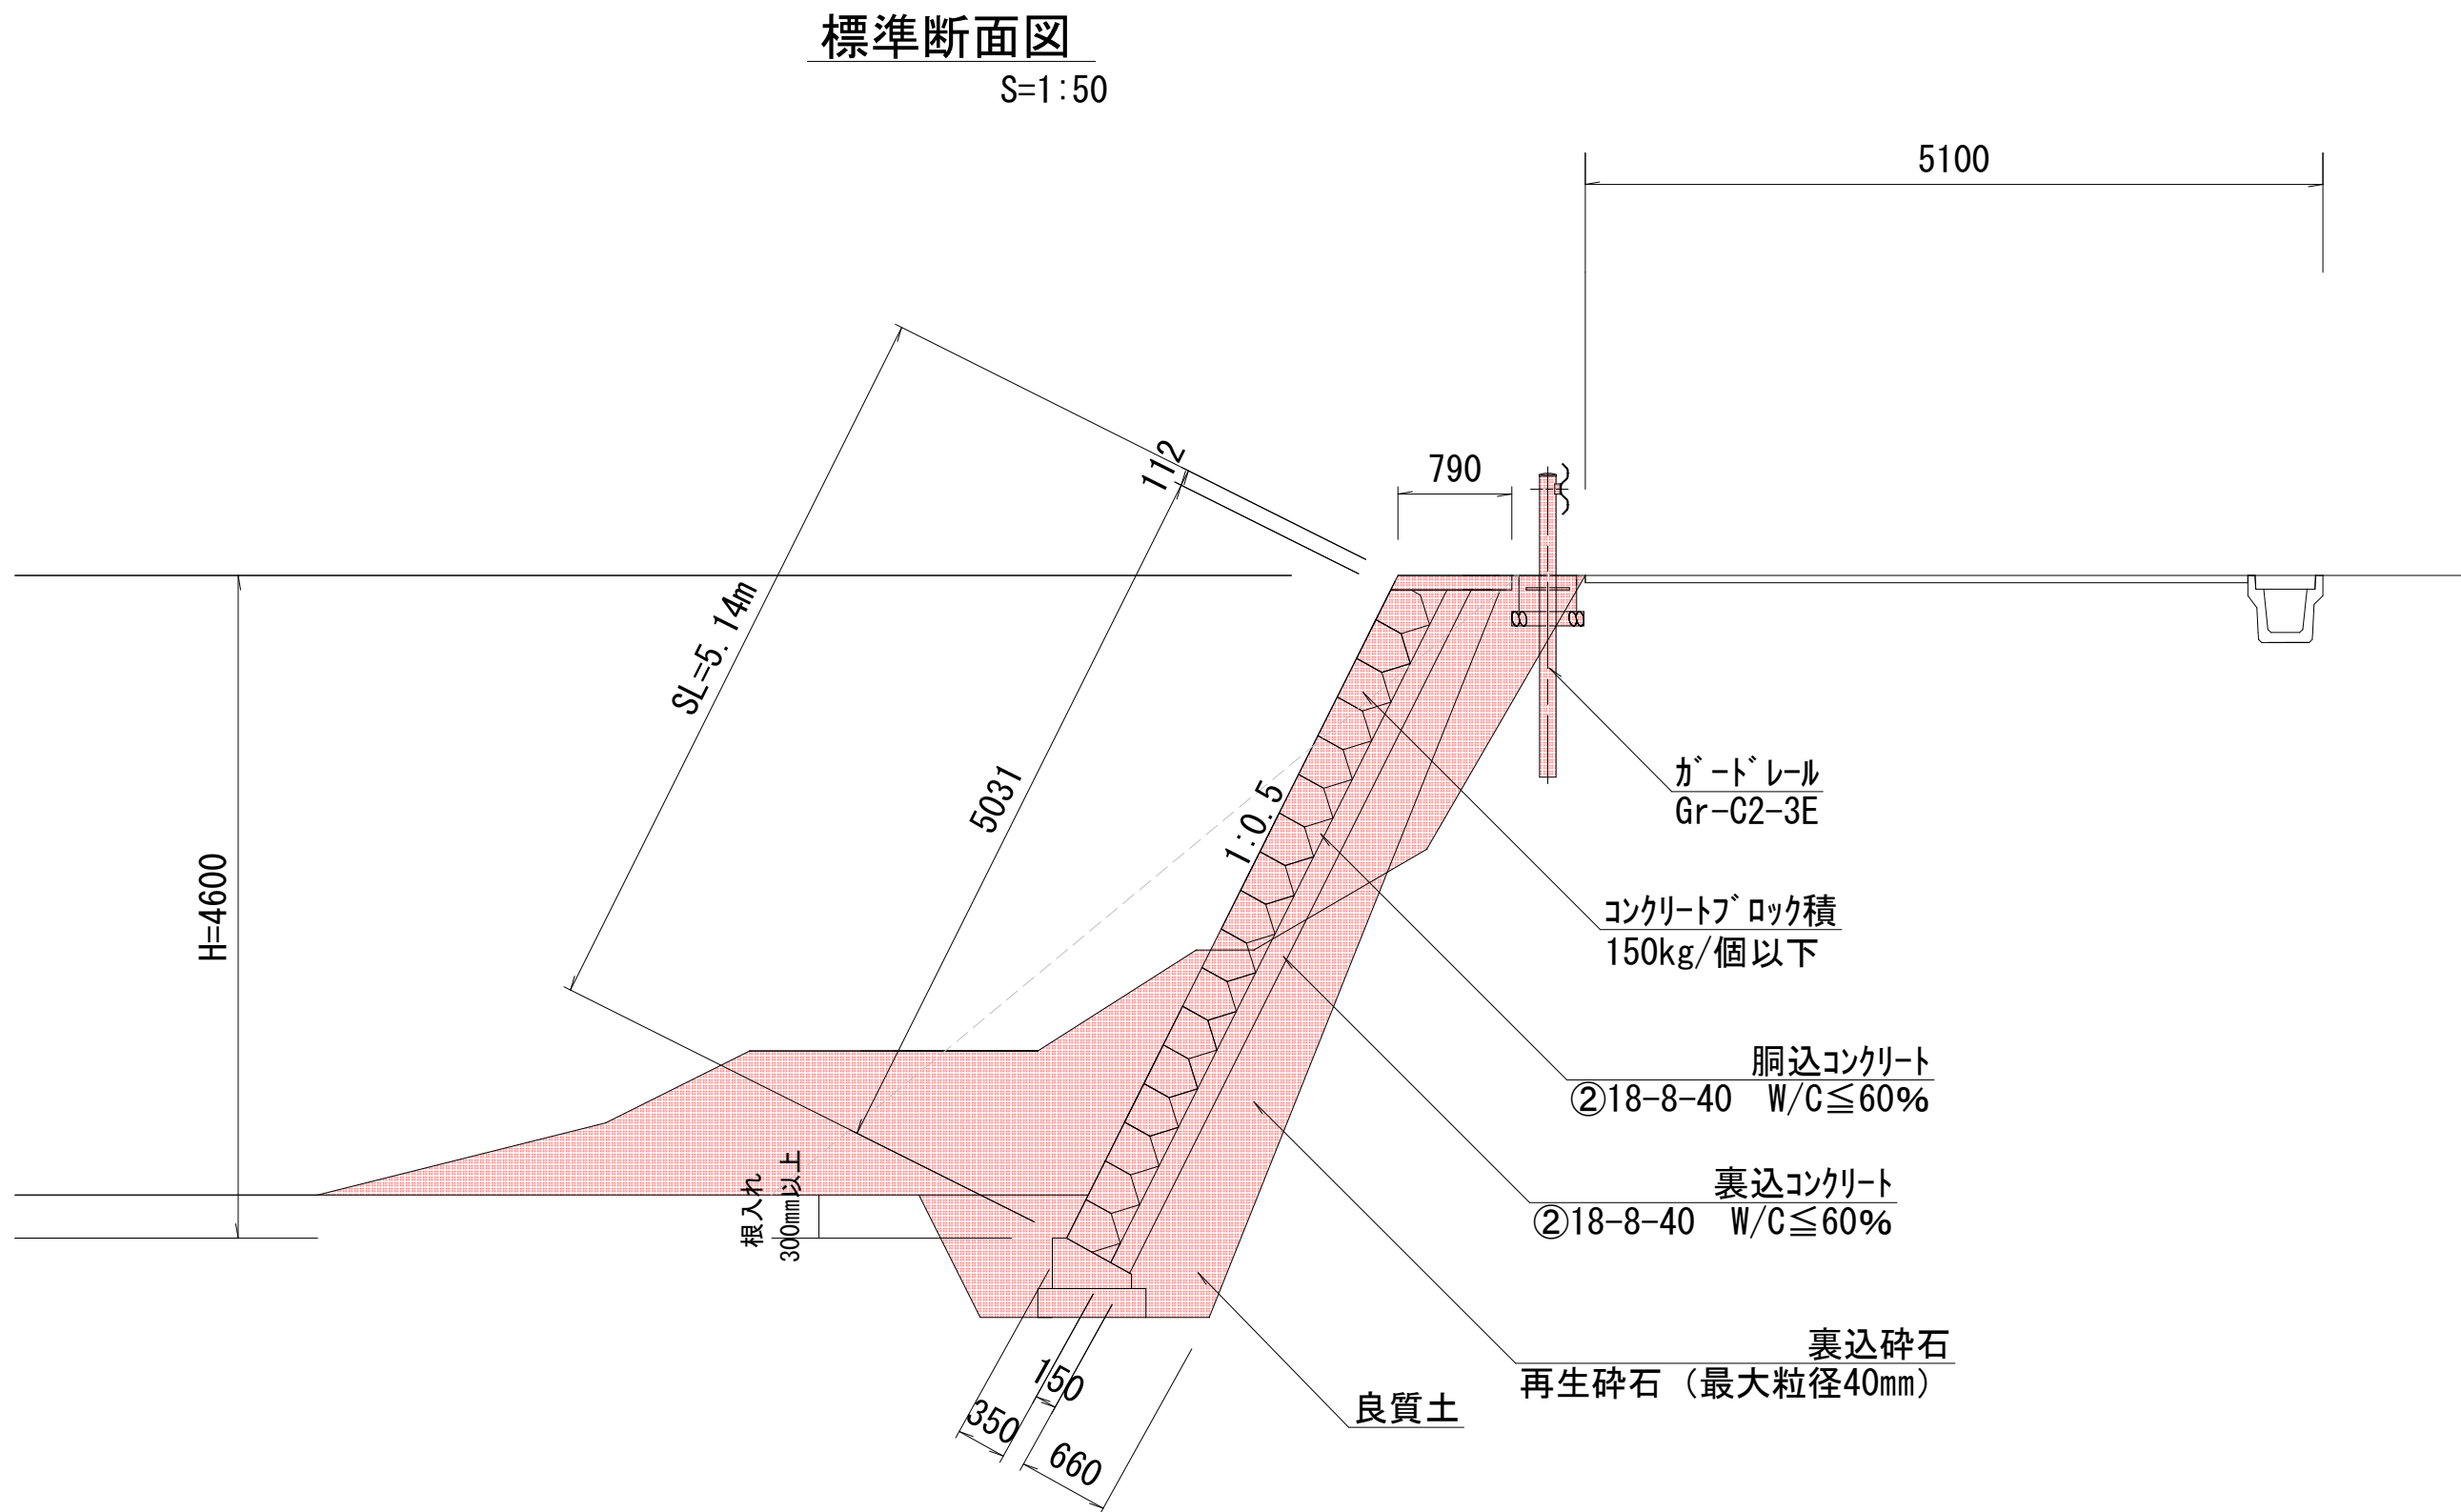 標準断面図
S=1:50
5100
112
790
SL=5.14m
5031
1:0.5
H=4600
ｶﾞｰﾄﾞﾚｰﾙ
Gr-C2-3E
ｺﾝｸﾘｰﾄﾌﾞﾛｯｸ積
150kg/個以下
胴込ｺﾝｸﾘｰﾄ
②18-8-40　W/C≦60%
裏込ｺﾝｸﾘｰﾄ
②18-8-40　W/C≦60%
根入れ
300mm以上
裏込砕石
再生砕石（最大粒径40mm）
良質土
150
350
660